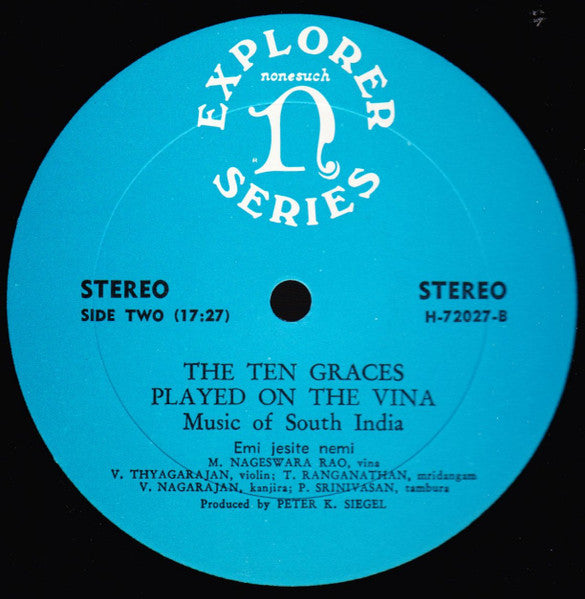 EXPLORER
nonesuch
n
SERIES
STEREO
SIDE TWO (17:27)
STEREO
H-72027-B
THE TEN GRACES
PLAYED ON THE VINA
Music of South India
Emi jesite nemi
M. NAGESWARA RAO, vina
V. THYAGARAJAN, violin; T. RANGANATHAN, mridangam
V. NAGARAJAN, kanjira; P. SRINIVASAN, tambura
Produced by PETER K. SIEGEL